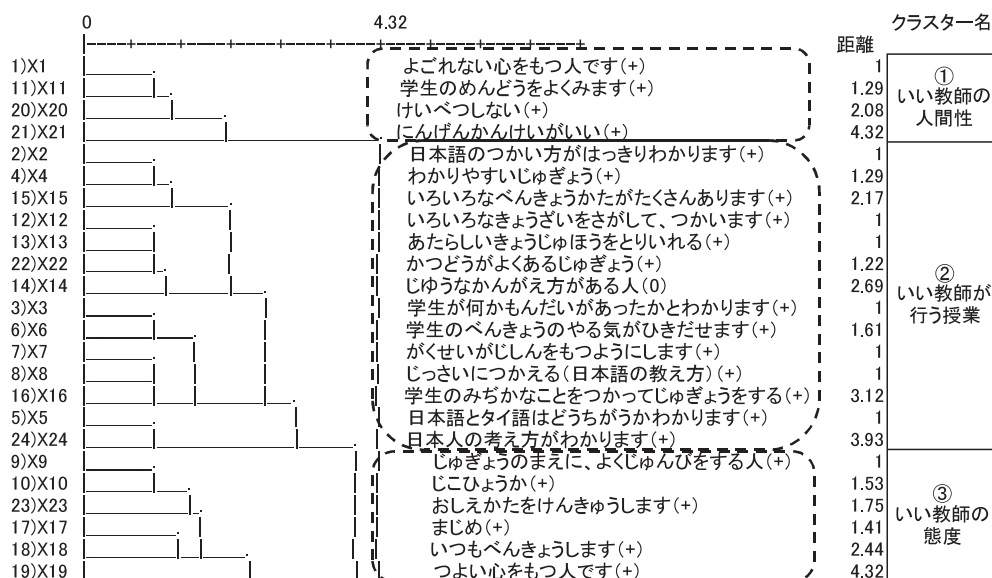 0 4.32 クラスター名
距離
1)X1 よごれない心をもつ人です(+) 1
11)X11 学生のめんどうをよくみます(+) 1.29
20)X20 けいべつしない(+) 2.08
21)X21 にんげんかんけいがいい(+) 4.32
① いい教師の人間性
2)X2 日本語のつかい方がはっきりわかります(+) 1
4)X4 わかりやすいじゅぎょう(+) 1.29
15)X15 いろいろなべんきょうかたがたくさんあります(+) 2.17
12)X12 いろいろなきょうざいをさがして、つかいます(+) 1
13)X13 あたらしいきょうじゅほうをとりいれる(+) 1
22)X22 かつどうがよくあるじゅぎょう(+) 1.22
14)X14 じゆうなかんがえ方がある人(0) 2.69
3)X3 学生が何かもんだいがあったかとわかります(+) 1
6)X6 学生のべんきょうのやる気がひきだせます(+) 1.61
7)X7 がくせいがじしんをもつようにします(+) 1
8)X8 じっさいにつかえる(日本語の教え方)(+) 1
16)X16 学生のみぢかなことをつかってじゅぎょうをする(+) 3.12
5)X5 日本語とタイ語はどうちがうかわかります(+) 1
24)X24 日本人の考え方がわかります(+) 3.93
② いい教師が行う授業
9)X9 じゅぎょうのまえに、よくじゅんびをする人(+) 1
10)X10 じこひょうか(+) 1.53
23)X23 おしえかたをけんきゅうします(+) 1.75
17)X17 まじめ(+) 1.41
18)X18 いつもべんきょうします(+) 2.44
19)X19 つよい心をもつ人です(+) 4.32
③ いい教師の態度